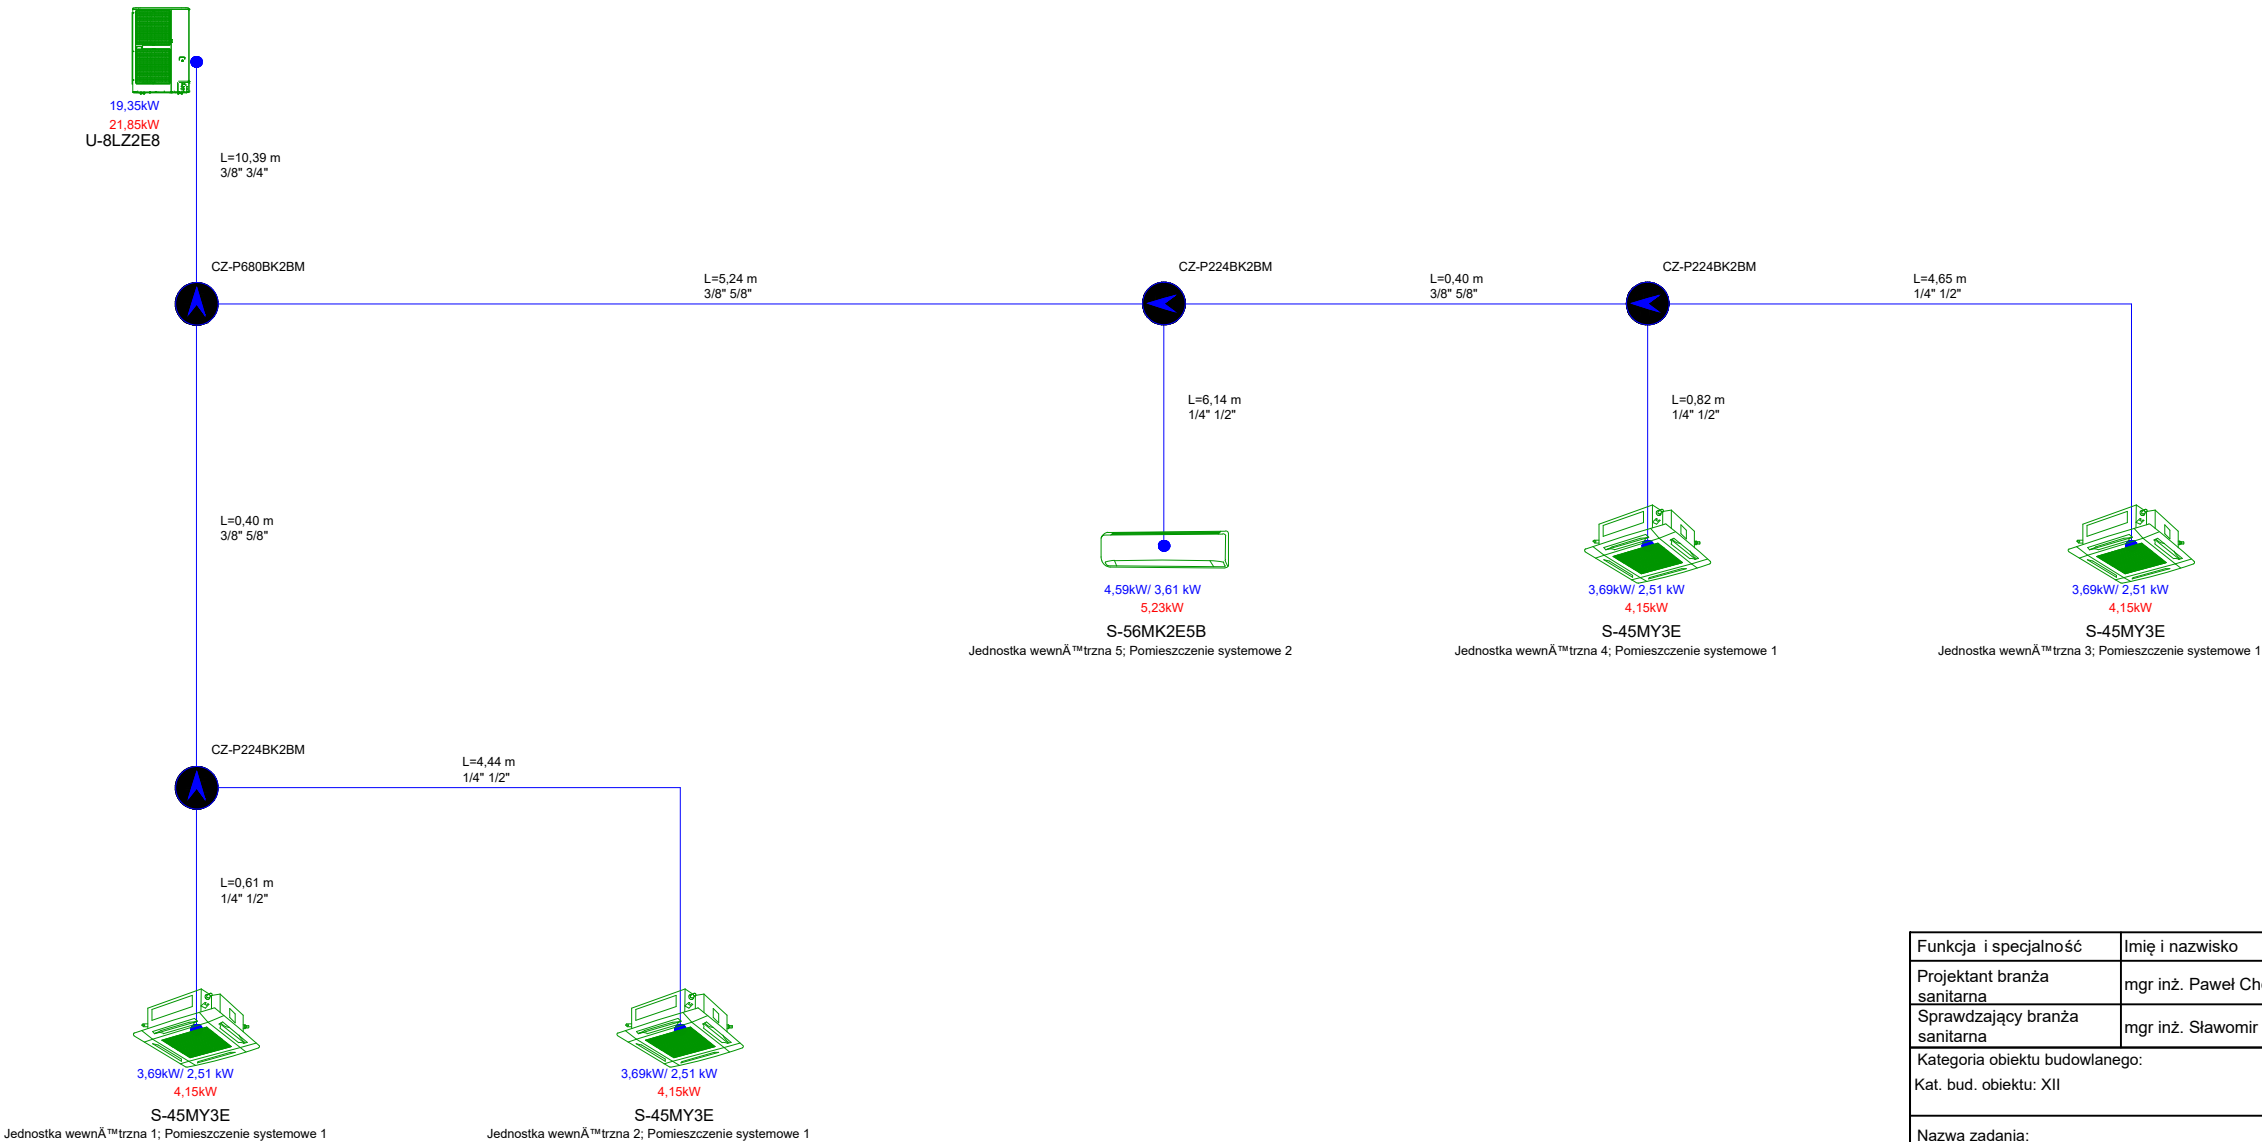 19,35kW
21,85kW
U-8LZ2E8
L=10,39 m
3/8" 3/4"
CZ-P680BK2BM
L=5,24 m
3/8" 5/8"
CZ-P224BK2BM
L=0,40 m
3/8" 5/8"
CZ-P224BK2BM
L=4,65 m
1/4" 1/2"
L=6,14 m
1/4" 1/2"
L=0,82 m
1/4" 1/2"
L=0,40 m
3/8" 5/8"
4,59kW/ 3,61 kW
5,23kW
S-56MK2E5B
Jednostka wewnÄ™trzna 5; Pomieszczenie systemowe 2
3,69kW/ 2,51 kW
4,15kW
S-45MY3E
Jednostka wewnÄ™trzna 4; Pomieszczenie systemowe 1
3,69kW/ 2,51 kW
4,15kW
S-45MY3E
Jednostka wewnÄ™trzna 3; Pomieszczenie systemowe 1
CZ-P224BK2BM
L=4,44 m
1/4" 1/2"
L=0,61 m
1/4" 1/2"
3,69kW/ 2,51 kW
4,15kW
S-45MY3E
Jednostka wewnÄ™trzna 1; Pomieszczenie systemowe 1
3,69kW/ 2,51 kW
4,15kW
S-45MY3E
Jednostka wewnÄ™trzna 2; Pomieszczenie systemowe 1
Funkcja i specjalność Imię i nazwisko
Projektant branża
sanitarna
mgr inż. Paweł
Sprawdzający branża
sanitarna
mgr inż. Sławomir
Kategoria obiektu budowlanego:
Kat. bud. obiektu: XII
Nazwa zadania: